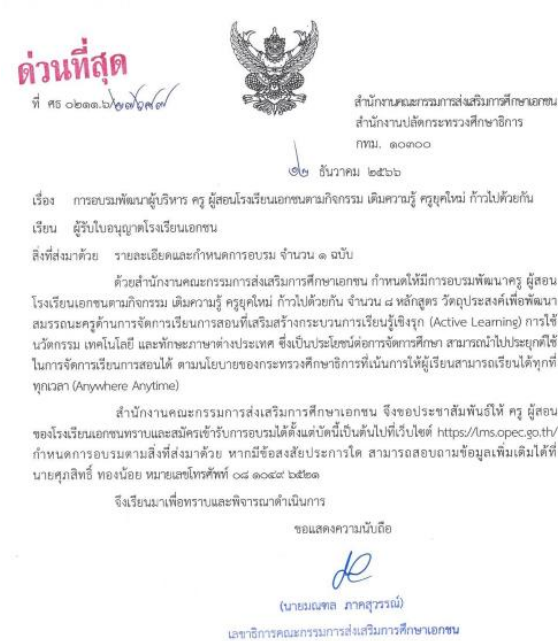 ด่วนที่สุด
ที่ ศธ ๐๒๑๑.๖/
สำนักงานคณะกรรมการส่งเสริมการศึกษาเอกชน
สำนักงานปลัดกระทรวงศึกษาธิการ
กทม. ๑๐๓๐๐
๑๒ ธันวาคม ๒๕๖๖
เรื่อง การอบรมพัฒนาผู้บริหาร ครู ผู้สอนโรงเรียนเอกชนตามกิจกรรม เติมความรู้ ครูยุคใหม่ ก้าวไปด้วยกัน
เรียน ผู้รับใบอนุญาตโรงเรียนเอกชน
สิ่งที่ส่งมาด้วย รายละเอียดและกำหนดการอบรม จำนวน ๑ ฉบับ
ด้วยสำนักงานคณะกรรมการส่งเสริมการศึกษาเอกชน กำหนดให้มีการอบรมพัฒนาครู ผู้สอน
โรงเรียนเอกชนตามกิจกรรม เติมความรู้ ครูยุคใหม่ ก้าวไปด้วยกัน จำนวน ๘ หลักสูตร วัตถุประสงค์เพื่อพัฒนา
สมรรถนะครูด้านการจัดการเรียนการสอนที่เสริมสร้างกระบวนการเรียนรู้เชิงรุก (Active Learning) การใช้
นวัตกรรม เทคโนโลยี และทักษะภาษาต่างประเทศ ซึ่งเป็นประโยชน์ต่อการจัดการศึกษา สามารถนำไปประยุกต์ใช้
ในการจัดการเรียนการสอนได้ ตามนโยบายของกระทรวงศึกษาธิการที่เน้นการให้ผู้เรียนสามารถเรียนได้ทุกที่
ทุกเวลา (Anywhere Anytime)
สำนักงานคณะกรรมการส่งเสริมการศึกษาเอกชน จึงขอประชาสัมพันธ์ให้ ครู ผู้สอน
ของโรงเรียนเอกชนทราบและสมัครเข้ารับการอบรมได้ตั้งแต่บัดนี้เป็นต้นไปที่เว็บไซต์ https://lms.opec.go.th/
กำหนดการอบรมตามสิ่งที่ส่งมาด้วย หากมีข้อสงสัยประการใด สามารถสอบถามข้อมูลเพิ่มเติมได้ที่
นายศุภสิทธิ์ ทองน้อย หมายเลขโทรศัพท์ ๐๘ ๑๐๔๙ ๖๕๒๑
จึงเรียนมาเพื่อทราบและพิจารณาดำเนินการ
ขอแสดงความนับถือ
(นายมณฑล ภาคสุวรรณ์)
เลขาธิการคณะกรรมการส่งเสริมการศึกษาเอกชน